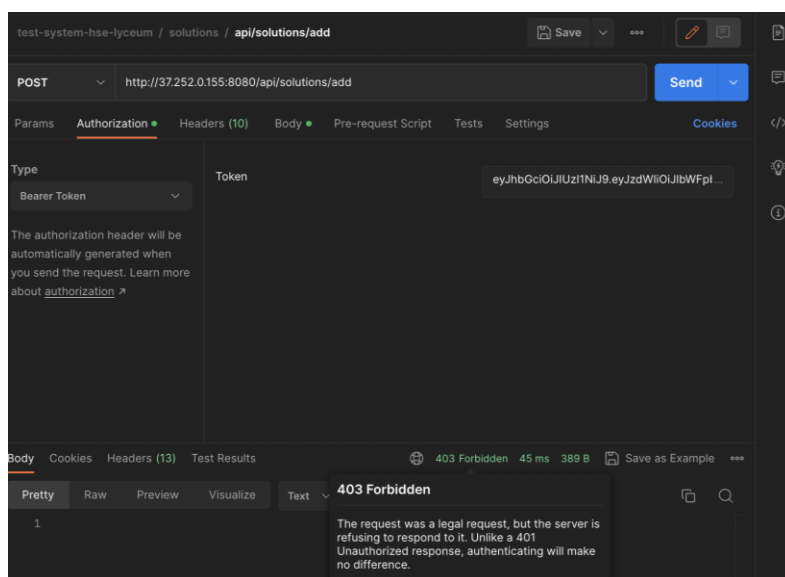 test-system-hse-lyceum / solutions / api/solutions/add Save
POST http://37.252.0.155:8080/api/solutions/add Send
Params Authorization Headers (10) Body Pre-request Script Tests Settings Cookies
Type
Bearer Token
The authorization header will be
automatically generated when
you send the request. Learn more
about authorization ↗
Token eyJhbGciOiJIUzI1NiJ9.eyJzdWIiOiJlbWFpl...
Body Cookies Headers (13) Test Results 403 Forbidden 45 ms 389 B Save as Example
Pretty Raw Preview Visualize Text
1
403 Forbidden
The request was a legal request, but the server is
refusing to respond to it. Unlike a 401
Unauthorized response, authenticating will make
no difference.